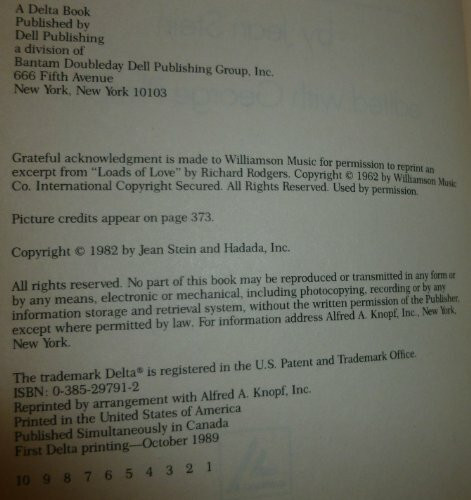 A Delta Book
Published by
Dell Publishing
a division of
Bantam Doubleday Dell Publishing Group, Inc.
666 Fifth Avenue
New York, New York 10103
Grateful acknowledgment is made to Williamson Music for permission to reprint an
excerpt from “Loads of Love” by Richard Rodgers. Copyright © 1962 by Williamson Music
Co. International Copyright Secured. All Rights Reserved. Used by permission.
Picture credits appear on page 373.
Copyright © 1982 by Jean Stein and Hadada, Inc.
All rights reserved. No part of this book may be reproduced or transmitted in any form or
by any means, electronic or mechanical, including photocopying, recording or by any
information storage and retrieval system, without the written permission of the Publisher,
except where permitted by law. For information address Alfred A. Knopf, Inc., New York,
New York.
The trademark Delta® is registered in the U.S. Patent and Trademark Office.
ISBN: 0-385-29791-2
Reprinted by arrangement with Alfred A. Knopf, Inc.
Printed in the United States of America
Published Simultaneously in Canada
First Delta printing—October 1989
10 9 8 7 6 5 4 3 2 1